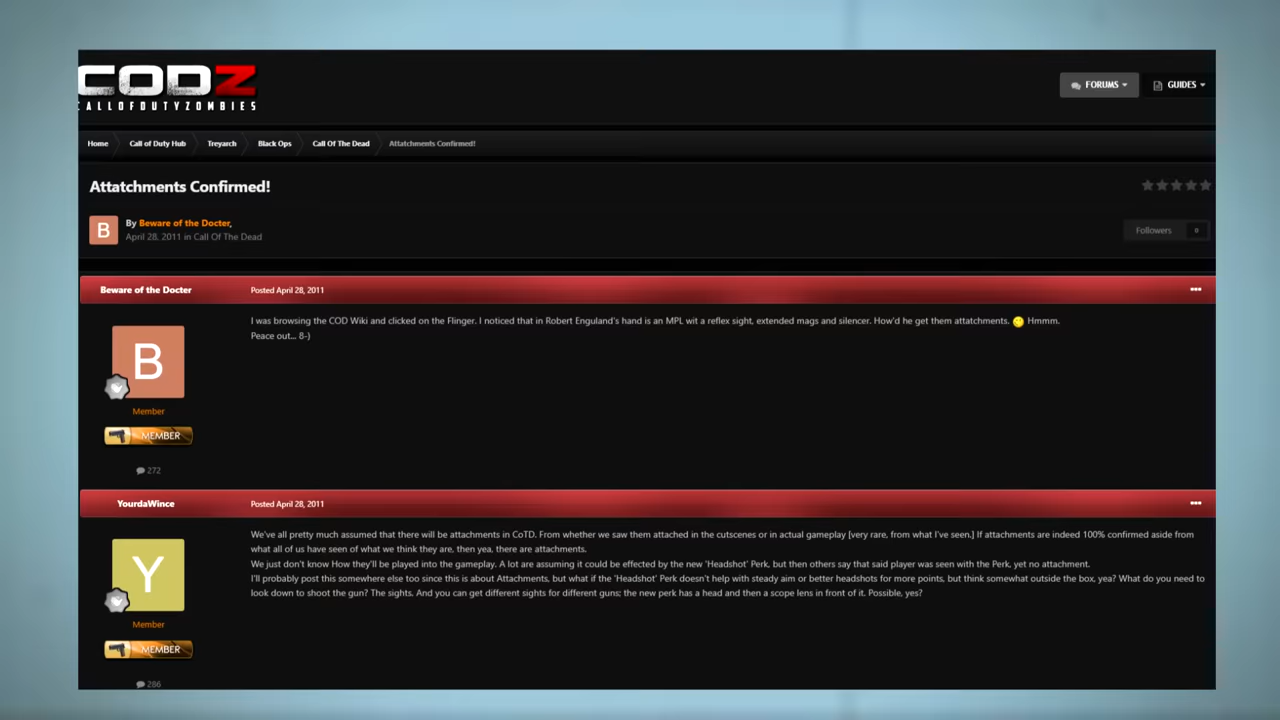 CODZ
CALLOFDUTYZOMBIES
FORUMS
GUIDES
Home
Call of Duty Hub
Treyarch
Black Ops
Call Of The Dead
Attatchments Confirmed!
Attatchments Confirmed!
B
By Beware of the Docter,
April 28, 2011 in Call Of The Dead
Followers
0
Beware of the Docter
Posted April 28, 2011
I was browsing the COD Wiki and clicked on the Flinger. I noticed that in Robert Enguland's hand is an MPL wit a reflex sight, extended mags and silencer. How'd he get them attatchments. Hmmm.
Peace out... 8-)
B
Member
MEMBER
272
YourdaWince
Posted April 28, 2011
We've all pretty much assumed that there will be attachments in CoTD. From whether we saw them attached in the cutscenes or in actual gameplay [very rare, from what I've seen.] If attachments are indeed 100% confirmed aside from
what all of us have seen of what we think they are, then yea, there are attachments.
We just don't know How they'll be played into the gameplay. A lot are assuming it could be effected by the new 'Headshot' Perk, but then others say that said player was seen with the Perk, yet no attachment.
I'll probably post this somewhere else too since this is about Attachments, but what if the 'Headshot' Perk doesn't help with steady aim or better headshots for more points, but think somewhat outside the box, yea? What do you need to
look down to shoot the gun? The sights. And you can get different sights for different guns; the new perk has a head and then a scope lens in front of it. Possible, yes?
Y
Member
MEMBER
286